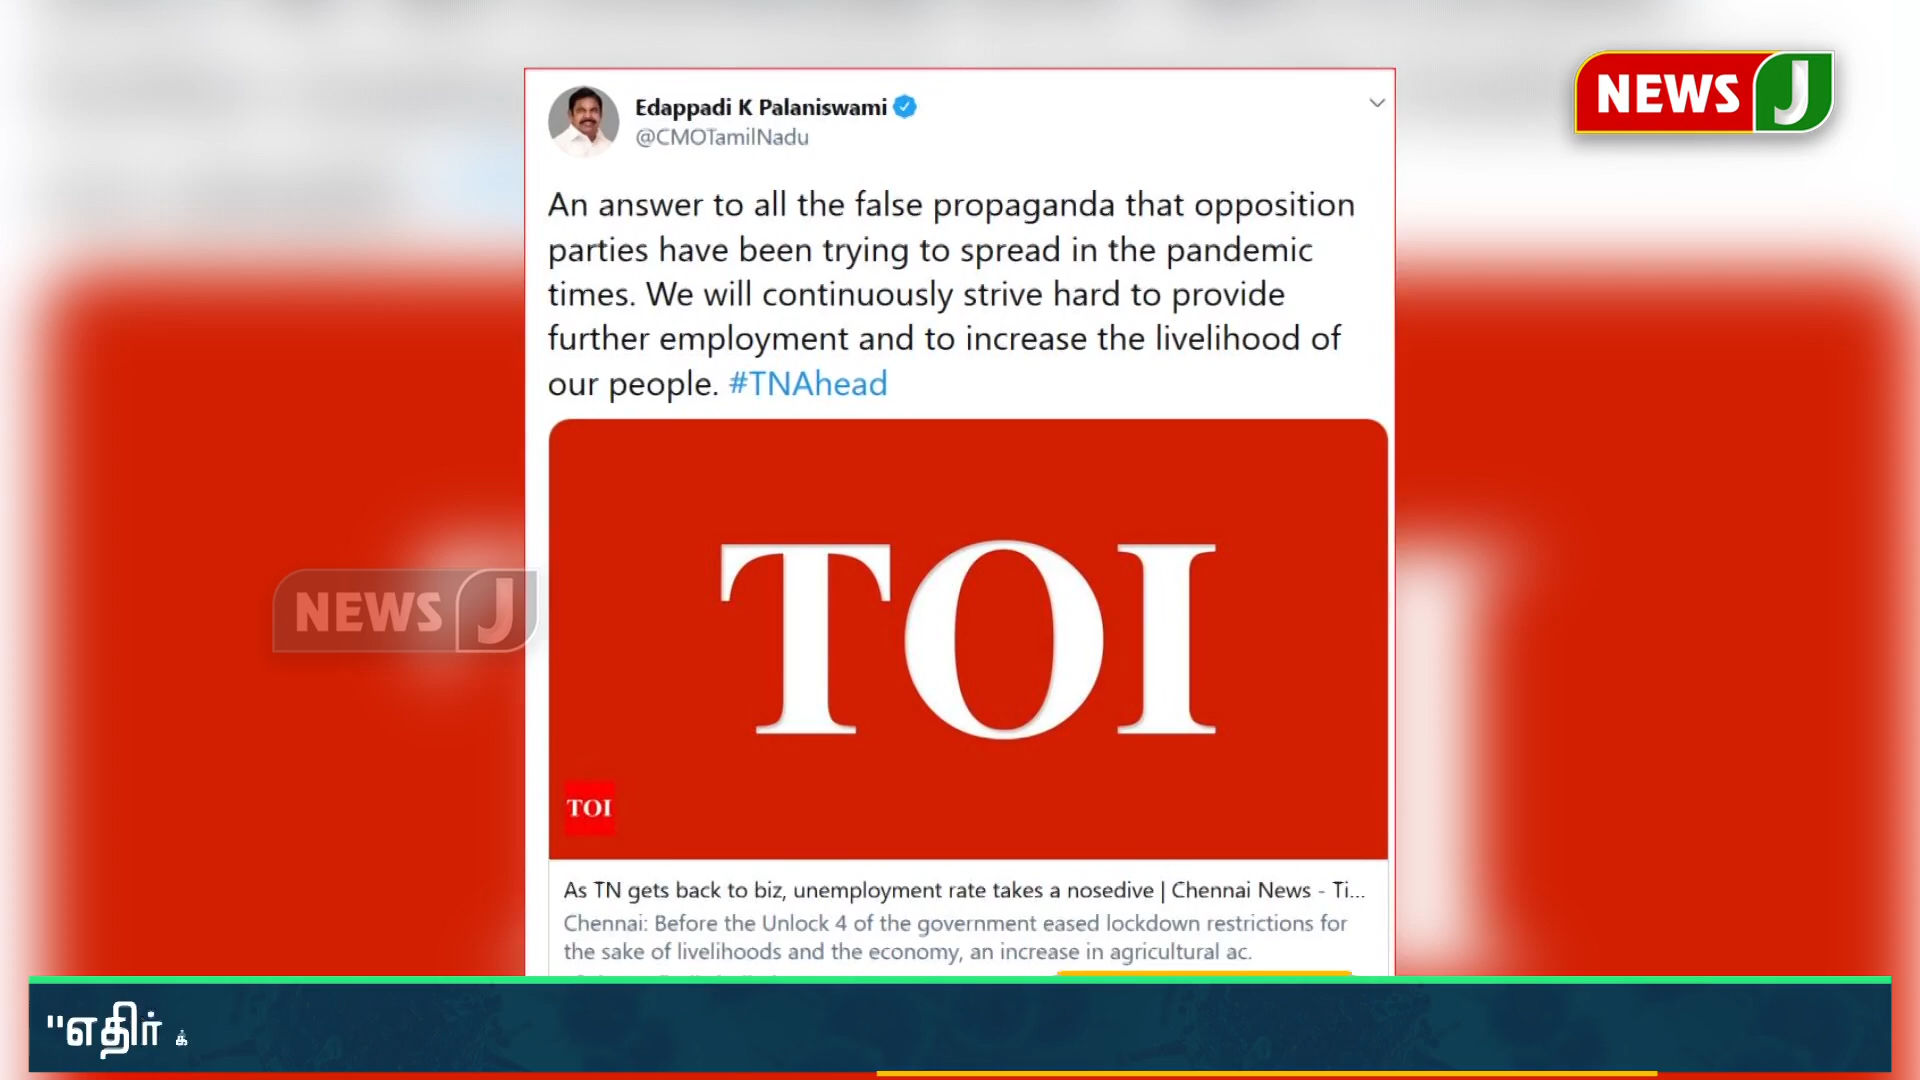 NEWS J
Edappadi K Palaniswami
@CMOTamilNadu
An answer to all the false propaganda that opposition
parties have been trying to spread in the pandemic
times. We will continuously strive hard to provide
further employment and to increase the livelihood of
our people. #TNAhead
NEWS J
TOI
TOI
As TN gets back to biz, unemployment rate takes a nosedive | Chennai News - Ti...
Chennai: Before the Unlock 4 of the government eased lockdown restrictions for
the sake of livelihoods and the economy, an increase in agricultural ac.
"எதிர் க்